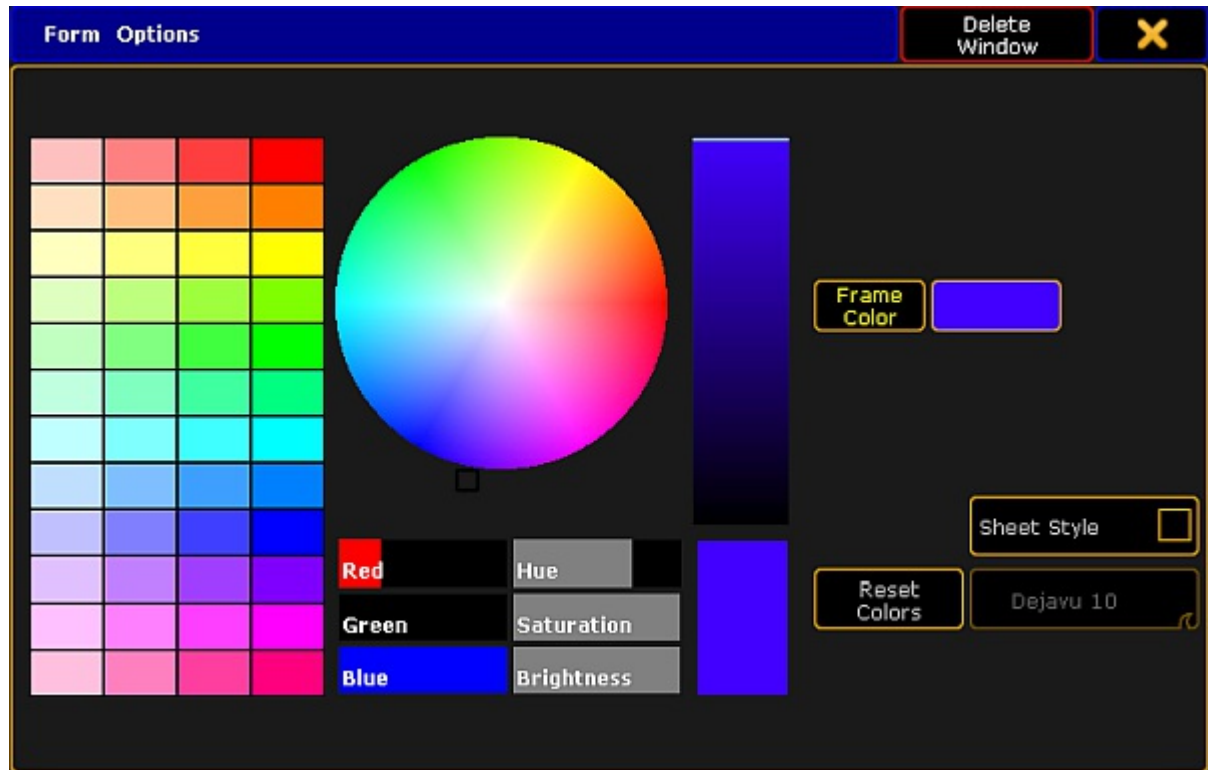 Form Options
Delete
Window
Frame
Color
Sheet Style
Red
Hue
Reset
Colors
Dejavu 10
Green
Saturation
Blue
Brightness